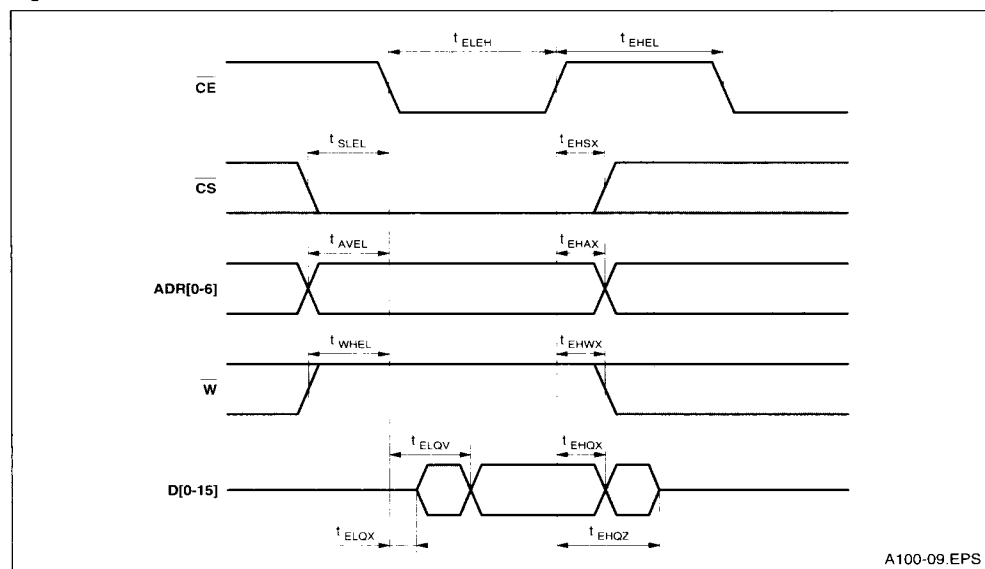 t ELEH
t EHEL
CE
t SLEL
t EHSX
CS
t AVEL
t EHAX
ADR[0-6]
t WHEL
t EHWX
W
t ELQV
t EHQX
D[0-15]
t ELQX
t EHQZ
A100-09.EPS